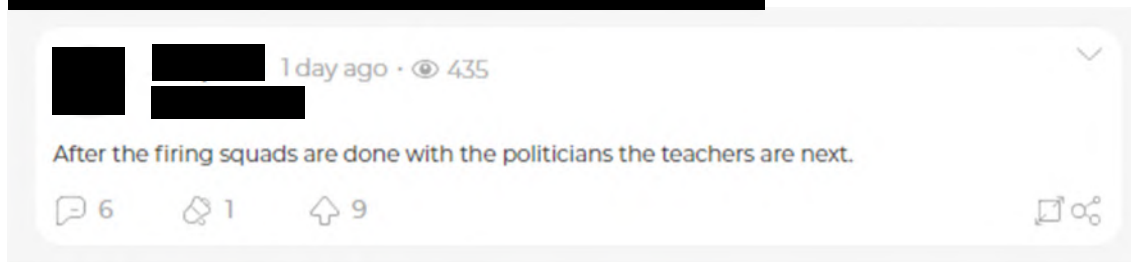 1 day ago · 435
After the firing squads are done with the politicians the teachers are next.
6 1 9